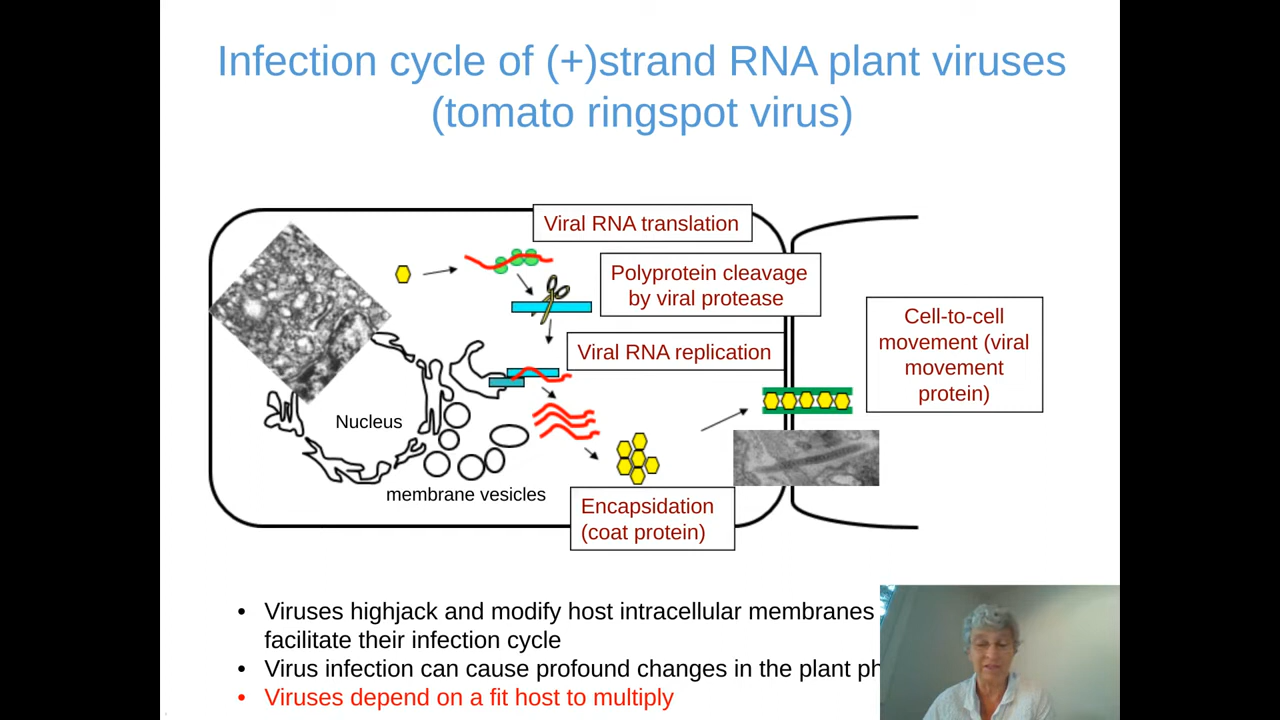 Infection cycle of (+)strand RNA plant viruses
(tomato ringspot virus)
Viral RNA translation
Polyprotein cleavage
by viral protease
Viral RNA replication
Cell-to-cell
movement (viral
movement
protein)
Nucleus
membrane vesicles
Encapsidation
(coat protein)
• Viruses highjack and modify host intracellular membranes
facilitate their infection cycle
• Virus infection can cause profound changes in the plant
• Viruses depend on a fit host to multiply